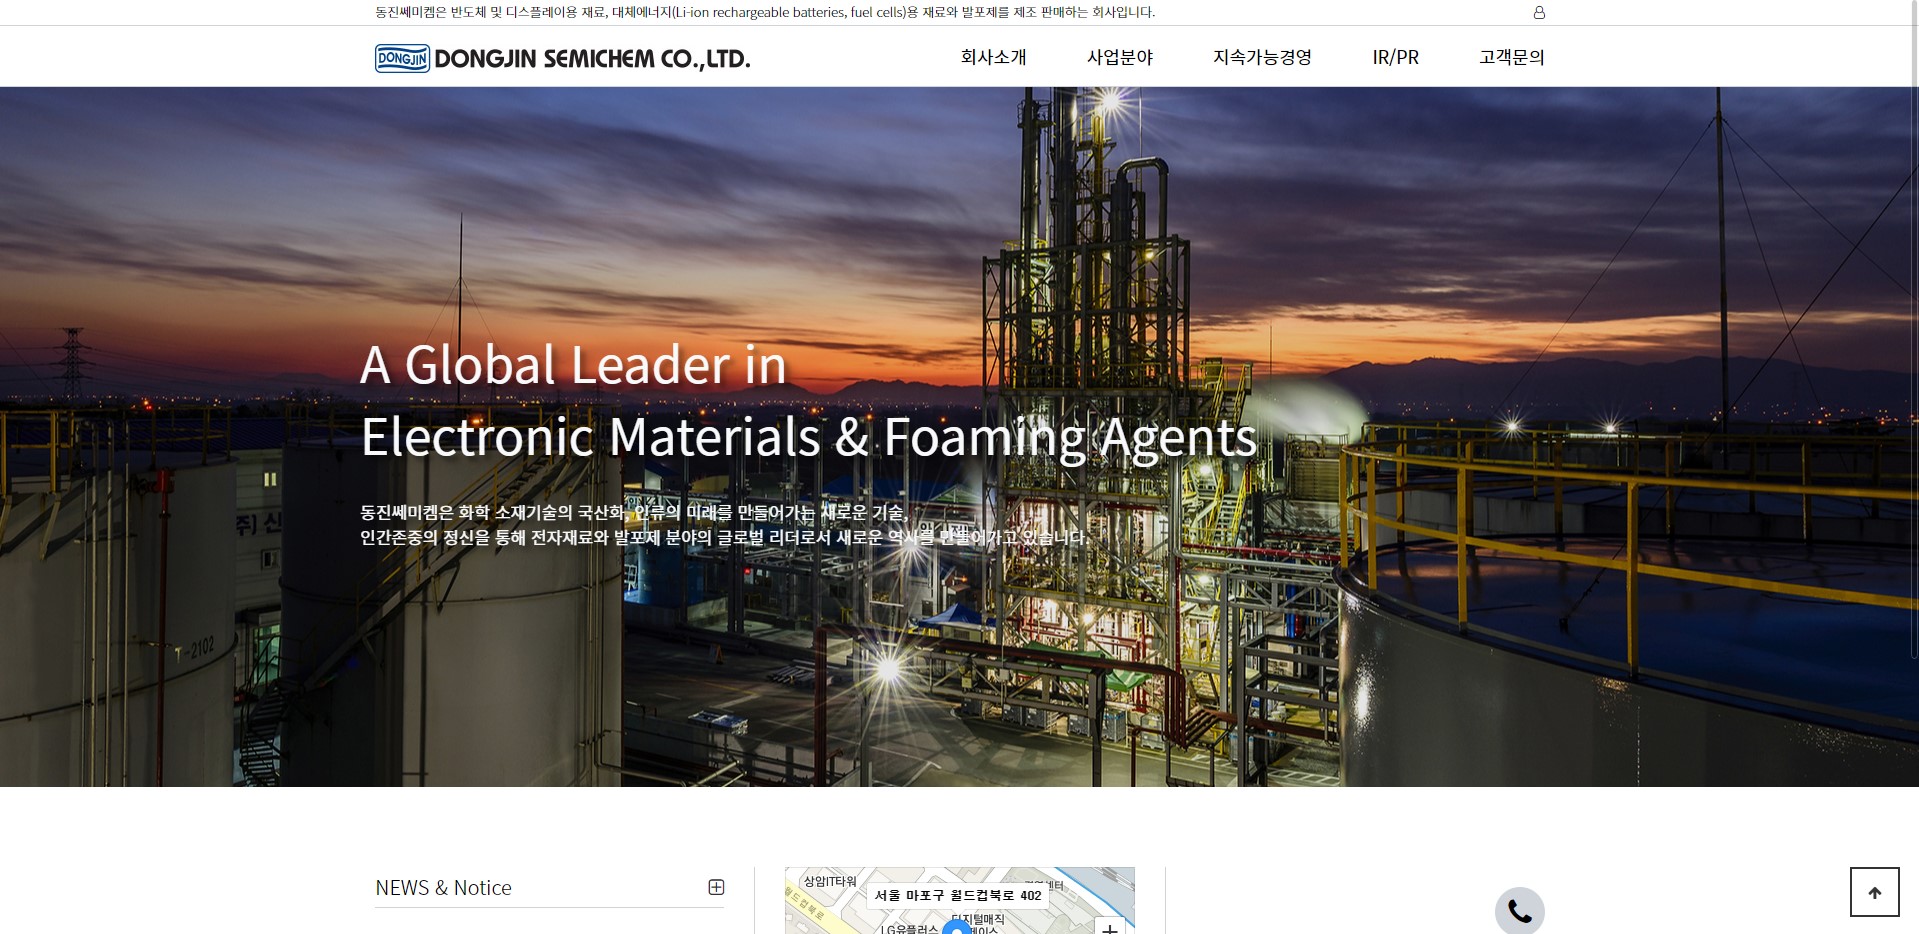 동진쎄미켐은 반도체 및 디스플레이용 재료, 대체에너지(Li-ion rechargeable batteries, fuel cells)용 재료와 발포제를 제조 판매하는 회사입니다.
DONGJIN DONGJIN SEMICHEM CO.,LTD.
회사소개 사업분야 지속가능경영 IR/PR 고객문의
A Global Leader in
Electronic Materials & Foaming Agents
동진쎄미켐은 화학 소재기술의 국산화, 인류의 미래를 만들어가는 새로운 기술,
인간존중의 정신을 통해 전자재료와 발포제 분야의 글로벌 리더로서 새로운 역사를 만들어가고 있습니다.
-2102
NEWS & Notice
상암IT타워
서울 마포구 월드컵북로 402
월드컵북로
디지털매직
LG유플러스